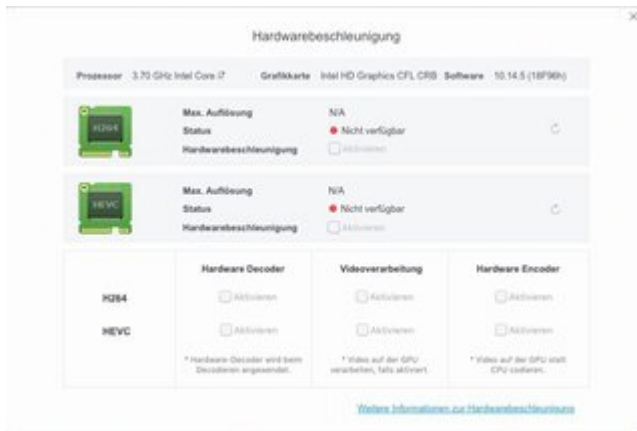 Hardwarebeschleunigung
Prozessor 3.70 GHz Intel Core i7 Grafikkarte Intel HD Graphics CFL CRB Software 10.14.5 (18F96h)
H264
Max. Auflösung N/A
Status Nicht verfügbar
Hardwarebeschleunigung Aktivieren
HEVC
Max. Auflösung N/A
Status Nicht verfügbar
Hardwarebeschleunigung Aktivieren
Hardware Decoder Videoverarbeitung Hardware Encoder
H264 Aktivieren Aktivieren Aktivieren
HEVC Aktivieren Aktivieren Aktivieren
* Hardware-Decoder wird beim * Video auf der GPU * Video auf der GPU statt
Decodieren angewendet. verarbeiten, falls aktiviert. CPU codieren.
Weitere Informationen zur Hardwarebeschleunigung